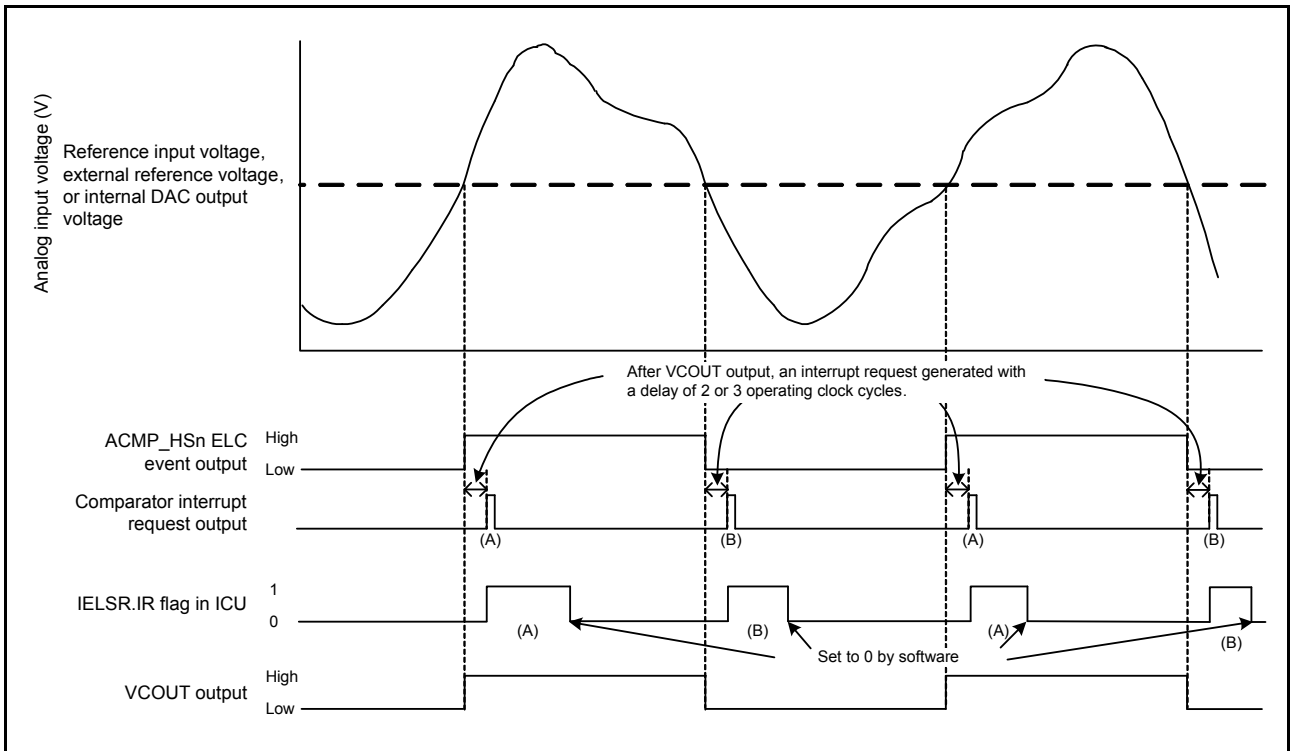 Analog input voltage (V)
Reference input voltage,
external reference voltage,
or internal DAC output
voltage
After VCOUT output, an interrupt request generated with
a delay of 2 or 3 operating clock cycles.
ACMP_HSn ELC
event output
High
Low
Comparator interrupt
request output
(A)
(B)
(A)
(B)
IELSR.IR flag in ICU
1
0
(A)
(B)
(A)
(B)
Set to 0 by software
VCOUT output
High
Low